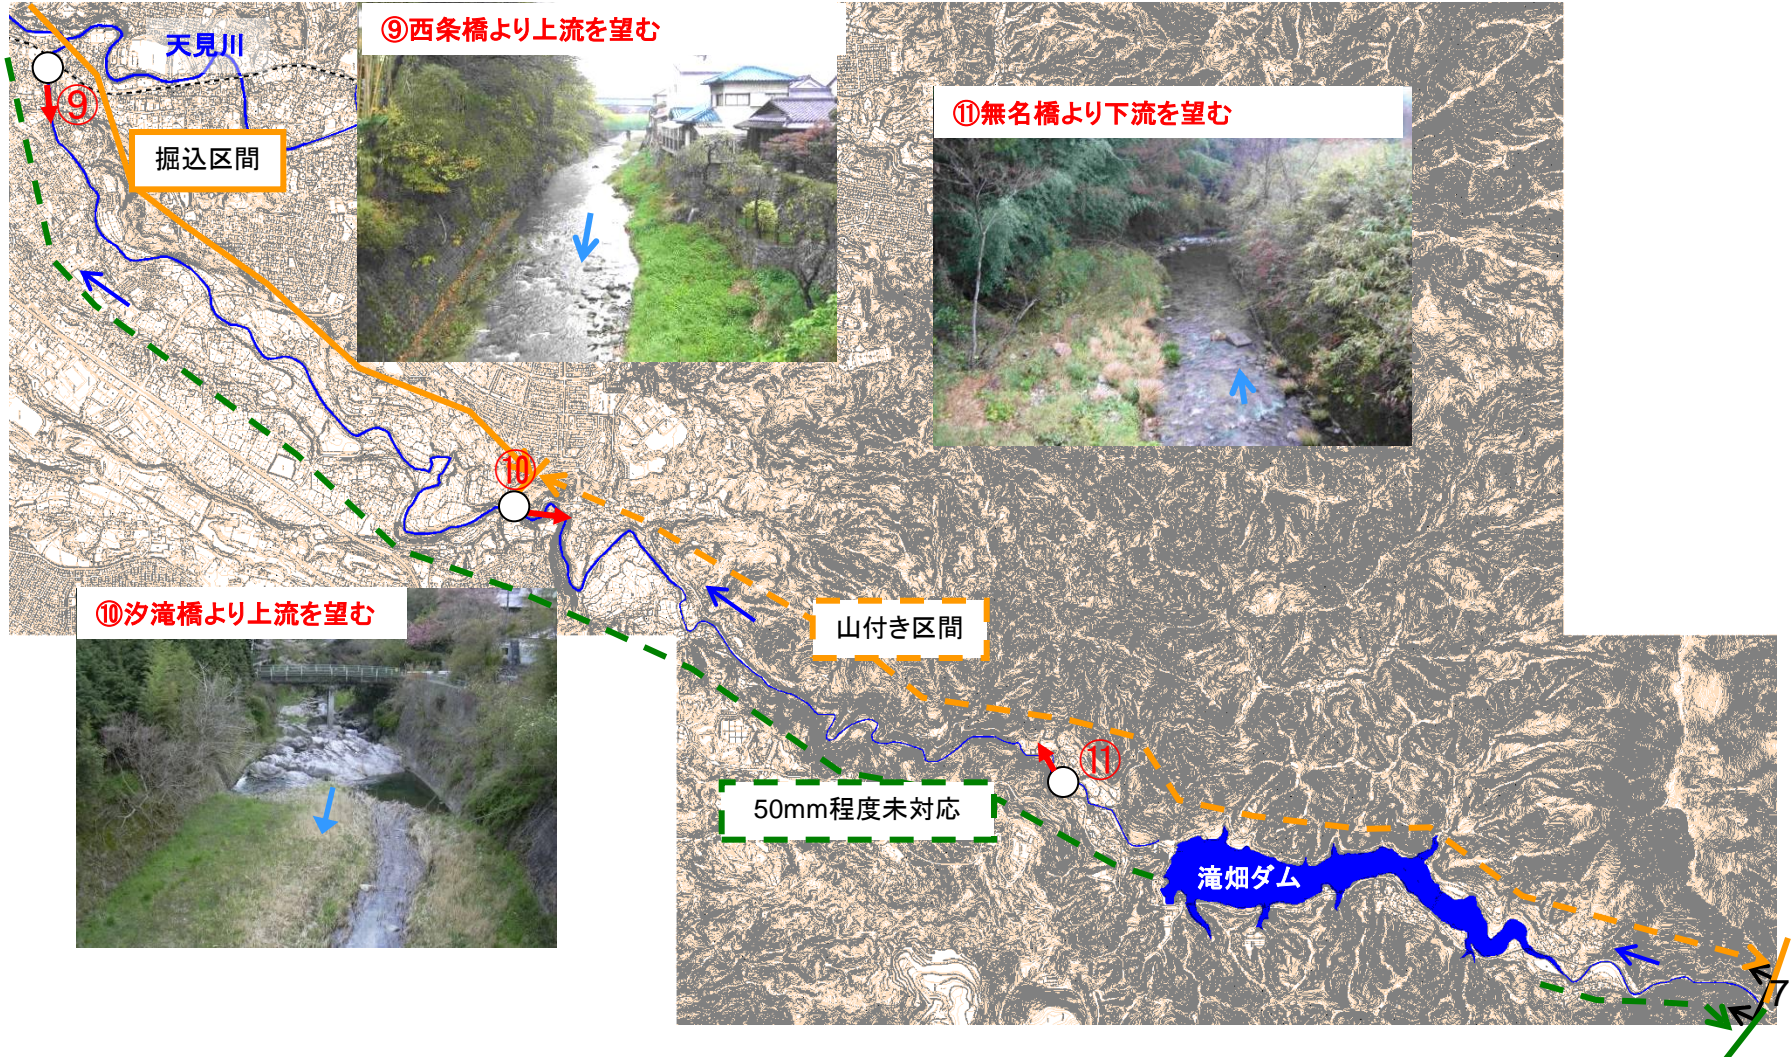 天見川
⑨西条橋より上流を望む
⑨
掘込区間
⑪無名橋より下流を望む
⑩
⑩汐滝橋より上流を望む
山付き区間
⑪
50mm程度未対応
滝畑ダム
7